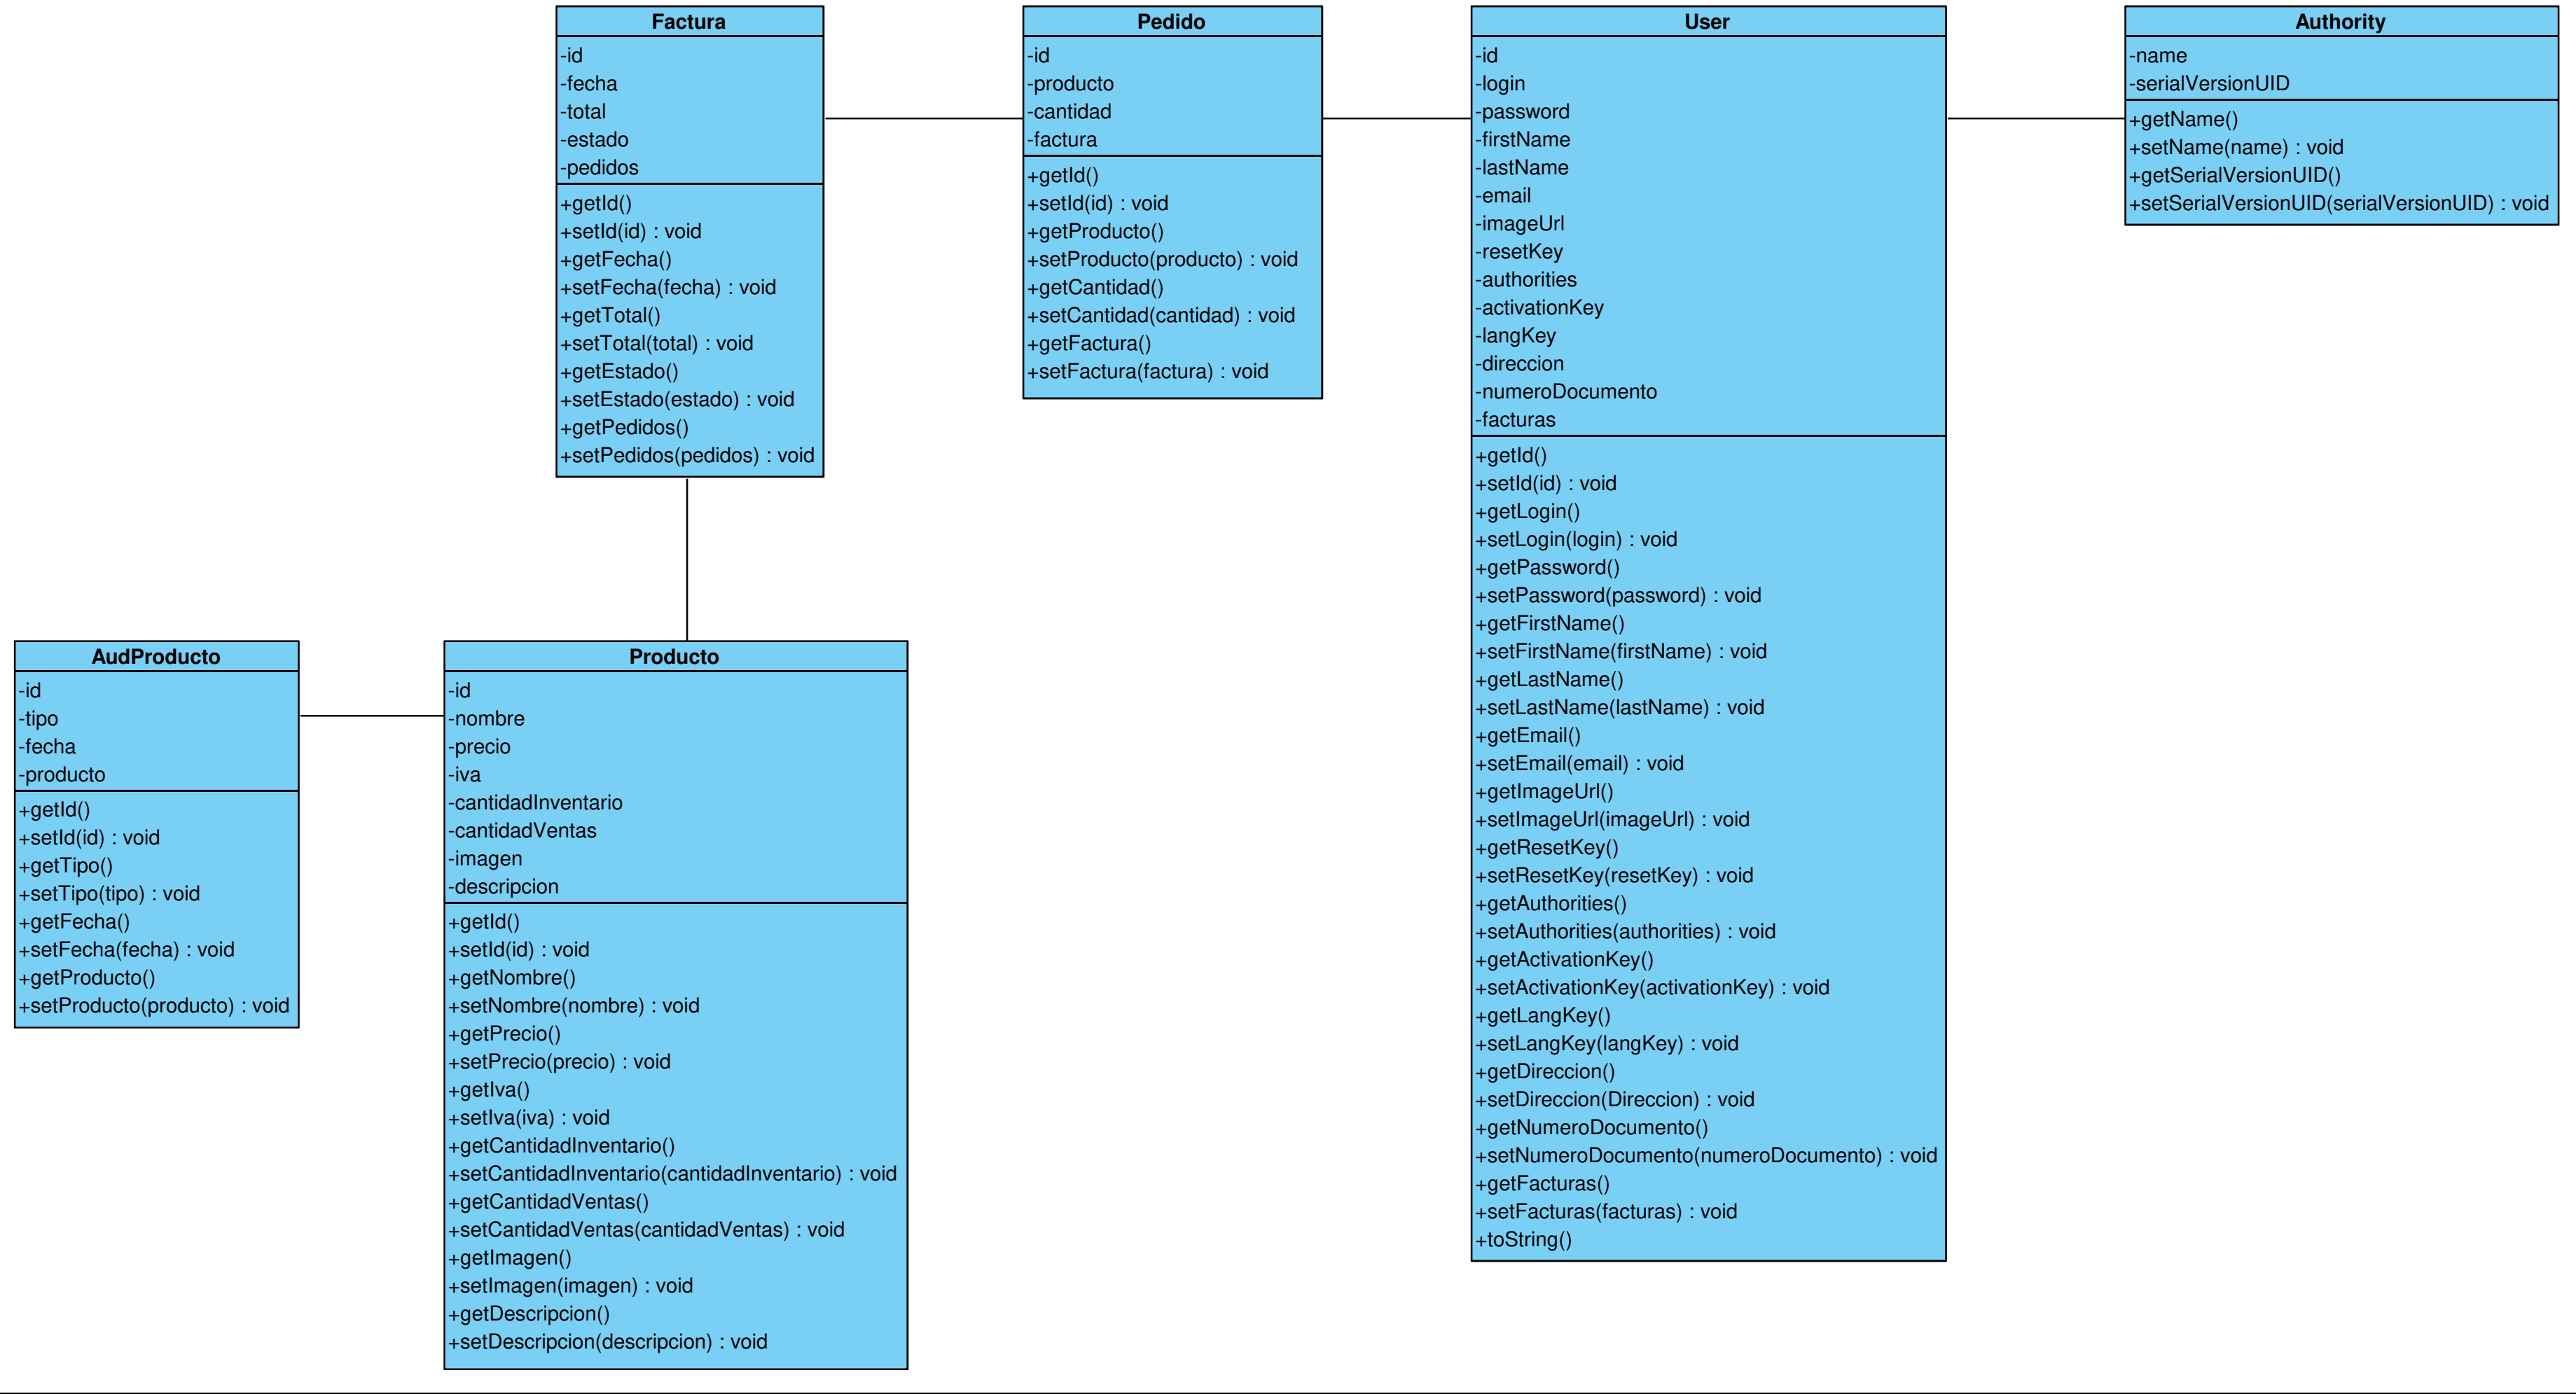 Factura
-id
-fecha
-total
-estado
-pedidos
+getId()
+setId(id) : void
+getFecha()
+setFecha(fecha) : void
+getTotal()
+setTotal(total) : void
+getEstado()
+setEstado(estado) : void
+getPedidos()
+setPedidos(pedidos) : void
Pedido
-id
-producto
-cantidad
-factura
+getId()
+setId(id) : void
+getProducto()
+setProducto(producto) : void
+getCantidad()
+setCantidad(cantidad) : void
+getFactura()
+setFactura(factura) : void
User
-id
-login
-password
-firstName
-lastName
-email
-imageUrl
-resetKey
-authorities
-activationKey
-langKey
-direccion
-numeroDocumento
-facturas
+getId()
+setId(id) : void
+getLogin()
+setLogin(login) : void
+getPassword()
+setPassword(password) : void
+getFirstName()
+setFirstName(firstName) : void
+getLastName()
+setLastName(lastName) : void
+getEmail()
+setEmail(email) : void
+getImageUrl()
+setImageUrl(imageUrl) : void
+getResetKey()
+setResetKey(resetKey) : void
+getAuthorities()
+setAuthorities(authorities) : void
+getActivationKey()
+setActivationKey(activationKey) : void
+getLangKey()
+setLangKey(langKey) : void
+getDireccion()
+setDireccion(Direccion) : void
+getNumeroDocumento()
+setNumeroDocumento(numeroDocumento) : void
+getFacturas()
+setFacturas(facturas) : void
+toString()
Authority
-name
-serialVersionUID
+getName()
+setName(name) : void
+getSerialVersionUID()
+setSerialVersionUID(serialVersionUID) : void
AudProducto
-id
-tipo
-fecha
-producto
+getId()
+setId(id) : void
+getTipo()
+setTipo(tipo) : void
+getFecha()
+setFecha(fecha) : void
+getProducto()
+setProducto(producto) : void
Producto
-id
-nombre
-precio
-iva
-cantidadInventario
-cantidadVentas
-imagen
-descripcion
+getId()
+setId(id) : void
+getNombre()
+setNombre(nombre) : void
+getPrecio()
+setPrecio(precio) : void
+getIva()
+setIva(iva) : void
+getCantidadInventario()
+setCantidadInventario(cantidadInventario) : void
+getCantidadVentas()
+setCantidadVentas(cantidadVentas) : void
+getImagen()
+setImagen(imagen) : void
+getDescripcion()
+setDescripcion(descripcion) : void